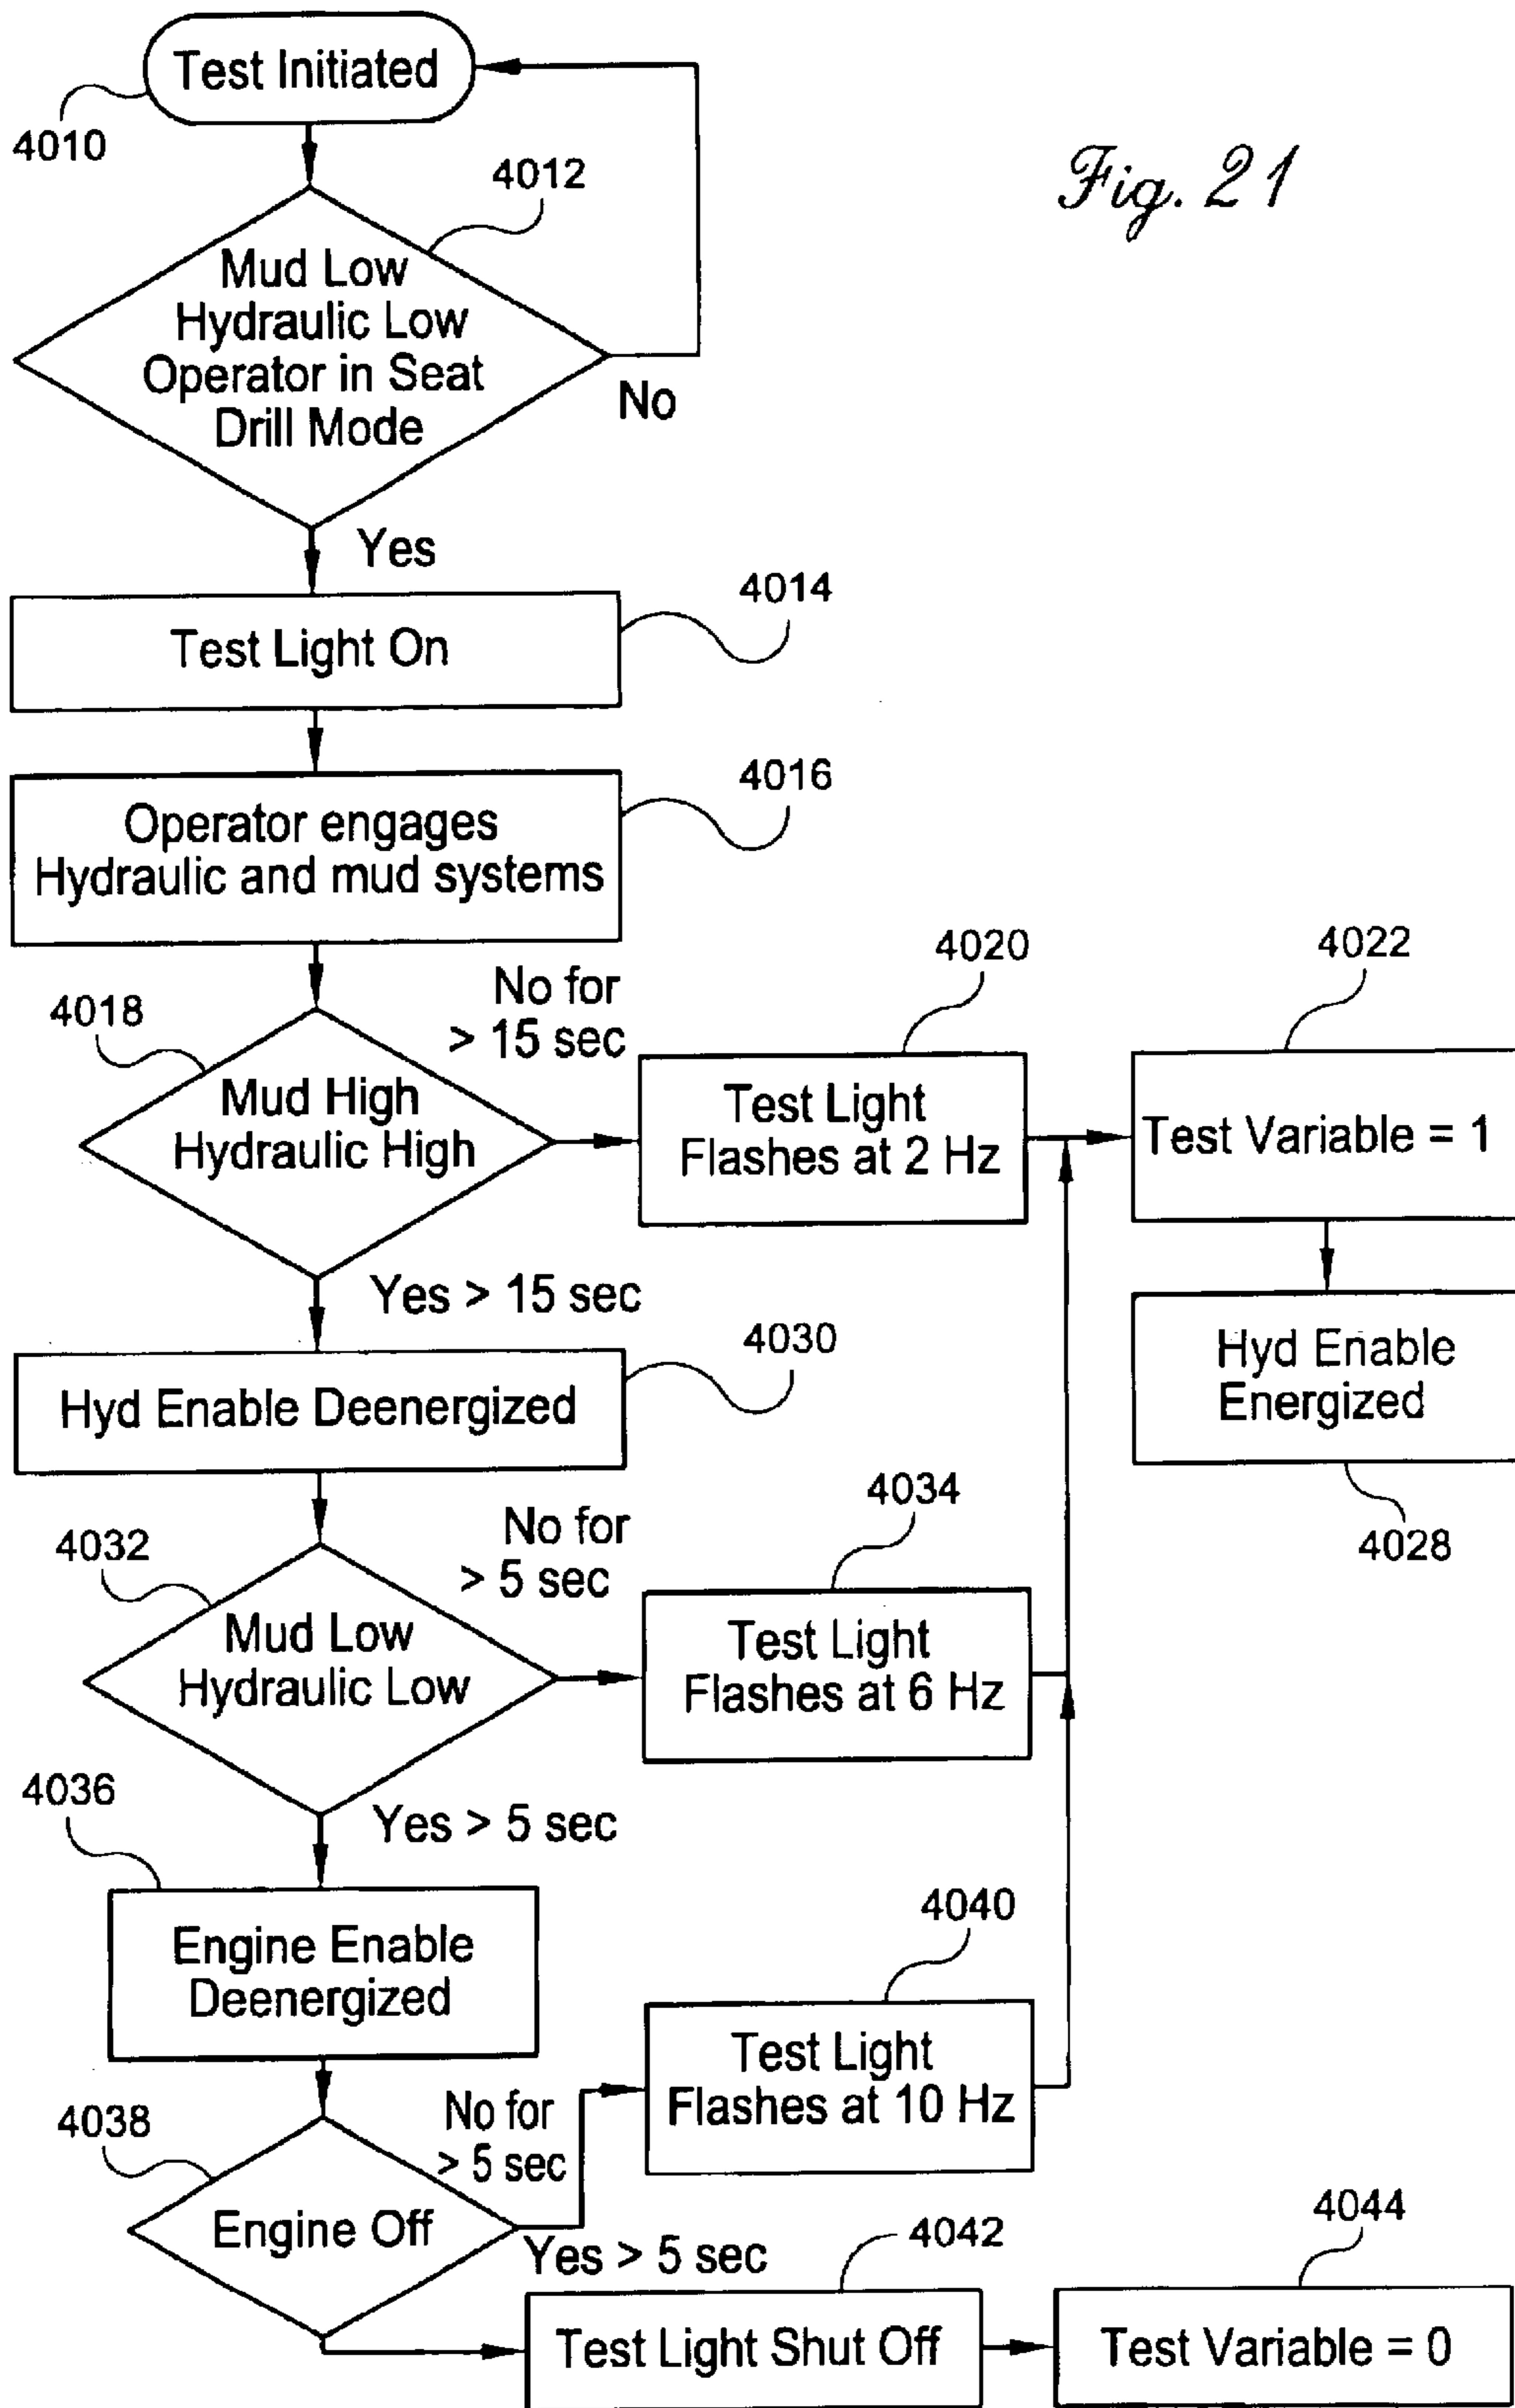 Fig. 21
Test Initiated
4010
4012
Mud Low
Hydraulic Low
Operator in Seat
Drill Mode
No
Yes
4014
Test Light On
4016
Operator engages
Hydraulic and mud systems
4018
No for
> 15 sec
Mud High
Hydraulic High
4020
Test Light
Flashes at 2 Hz
4022
Test Variable = 1
Hyd Enable
Energized
4028
Yes > 15 sec
4030
Hyd Enable Deenergized
4032
No for
> 5 sec
Mud Low
Hydraulic Low
4034
Test Light
Flashes at 6 Hz
Yes > 5 sec
4036
Engine Enable
Deenergized
4038
No for
> 5 sec
Engine Off
4040
Test Light
Flashes at 10 Hz
Yes > 5 sec
4042
Test Light Shut Off
4044
Test Variable = 0